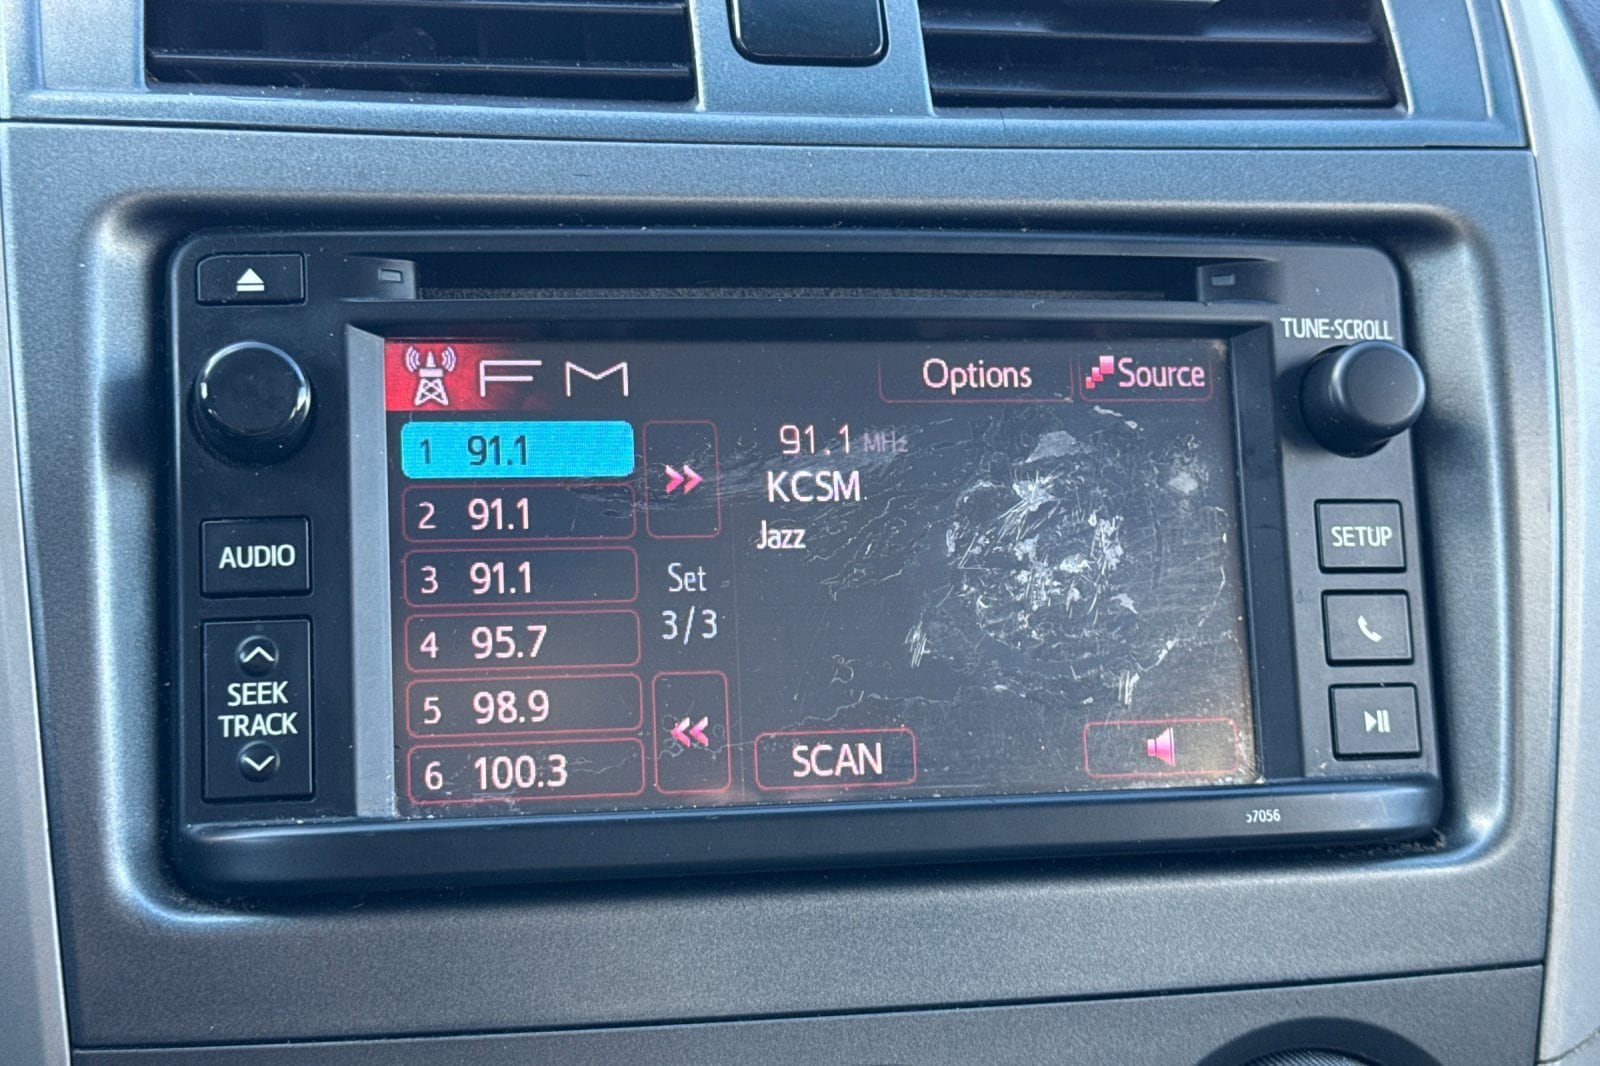 TUNE·SCROLL
FM
Options
Source
1 91.1
91.1 MHz
KCSM
2 91.1
Jazz
AUDIO
SETUP
3 91.1
Set
3/3
4 95.7
SEEK
TRACK
5 98.9
SCAN
6 100.3
57056